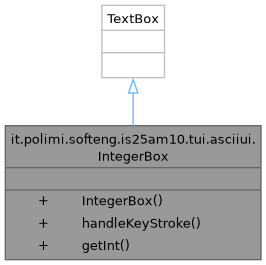 TextBox
it.polimi.softeng.is25am10.tui.asciiui.
IntegerBox
+ IntegerBox()
+ handleKeyStroke()
+ getInt()